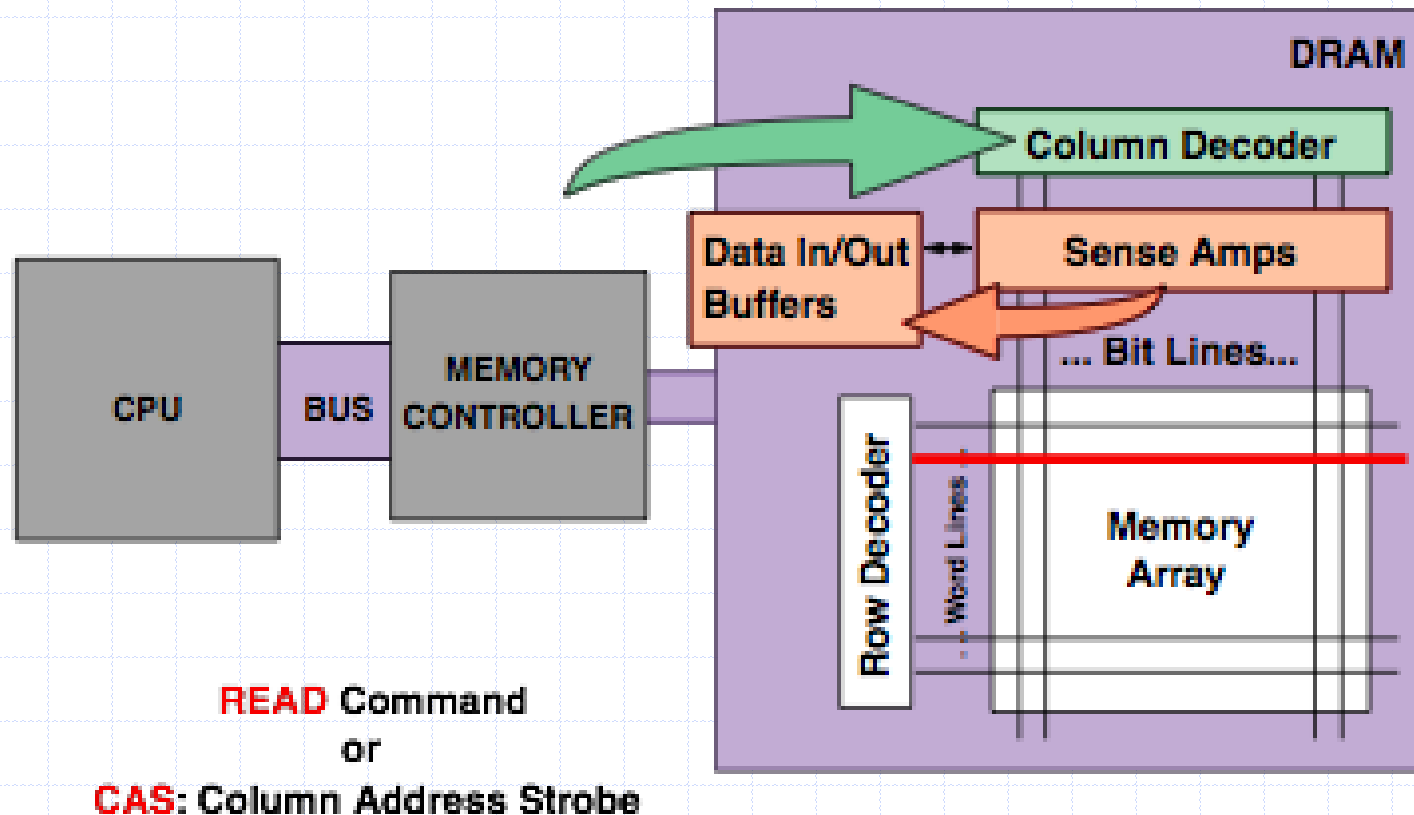 DRAM
Column Decoder
Data In/Out
Buffers
Sense Amps
... Bit Lines...
CPU
BUS
MEMORY
CONTROLLER
Row Decoder
... Word Lines ...
Memory
Array
READ Command
or
CAS: Column Address Strobe